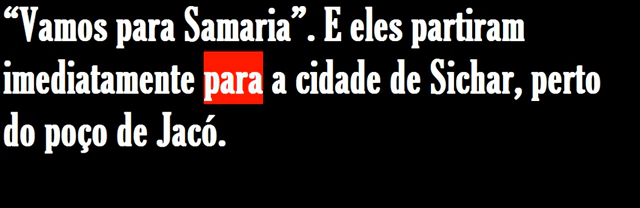 “Vamos para Samaria”. E eles partiram
imediatamente para a cidade de Sichar, perto
do poço de Jacó.